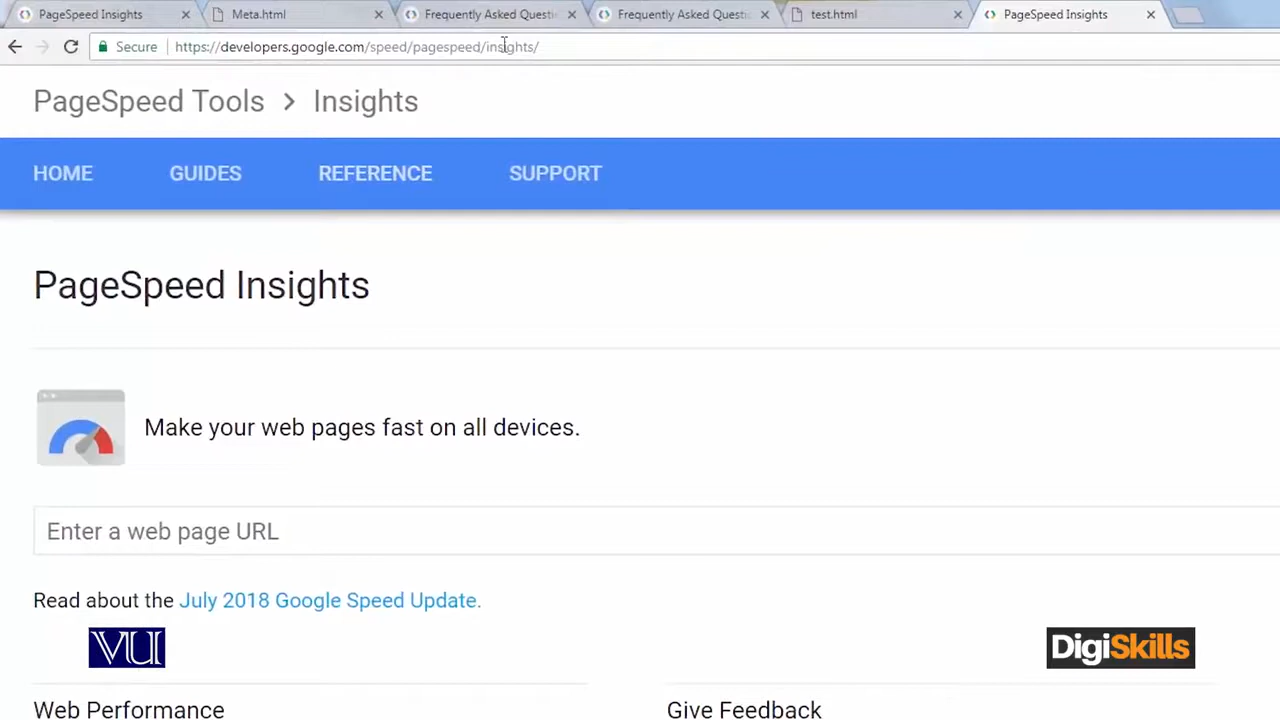 PageSpeed Insights
Meta.html
Frequently Asked Questi
Frequently Asked Questi
test.html
PageSpeed Insights
Secure
https://developers.google.com/speed/pagespeed/insights/
PageSpeed Tools > Insights
HOME
GUIDES
REFERENCE
SUPPORT
PageSpeed Insights
Make your web pages fast on all devices.
Enter a web page URL
Read about the July 2018 Google Speed Update.
VU
DigiSkills
Web Performance
Give Feedback